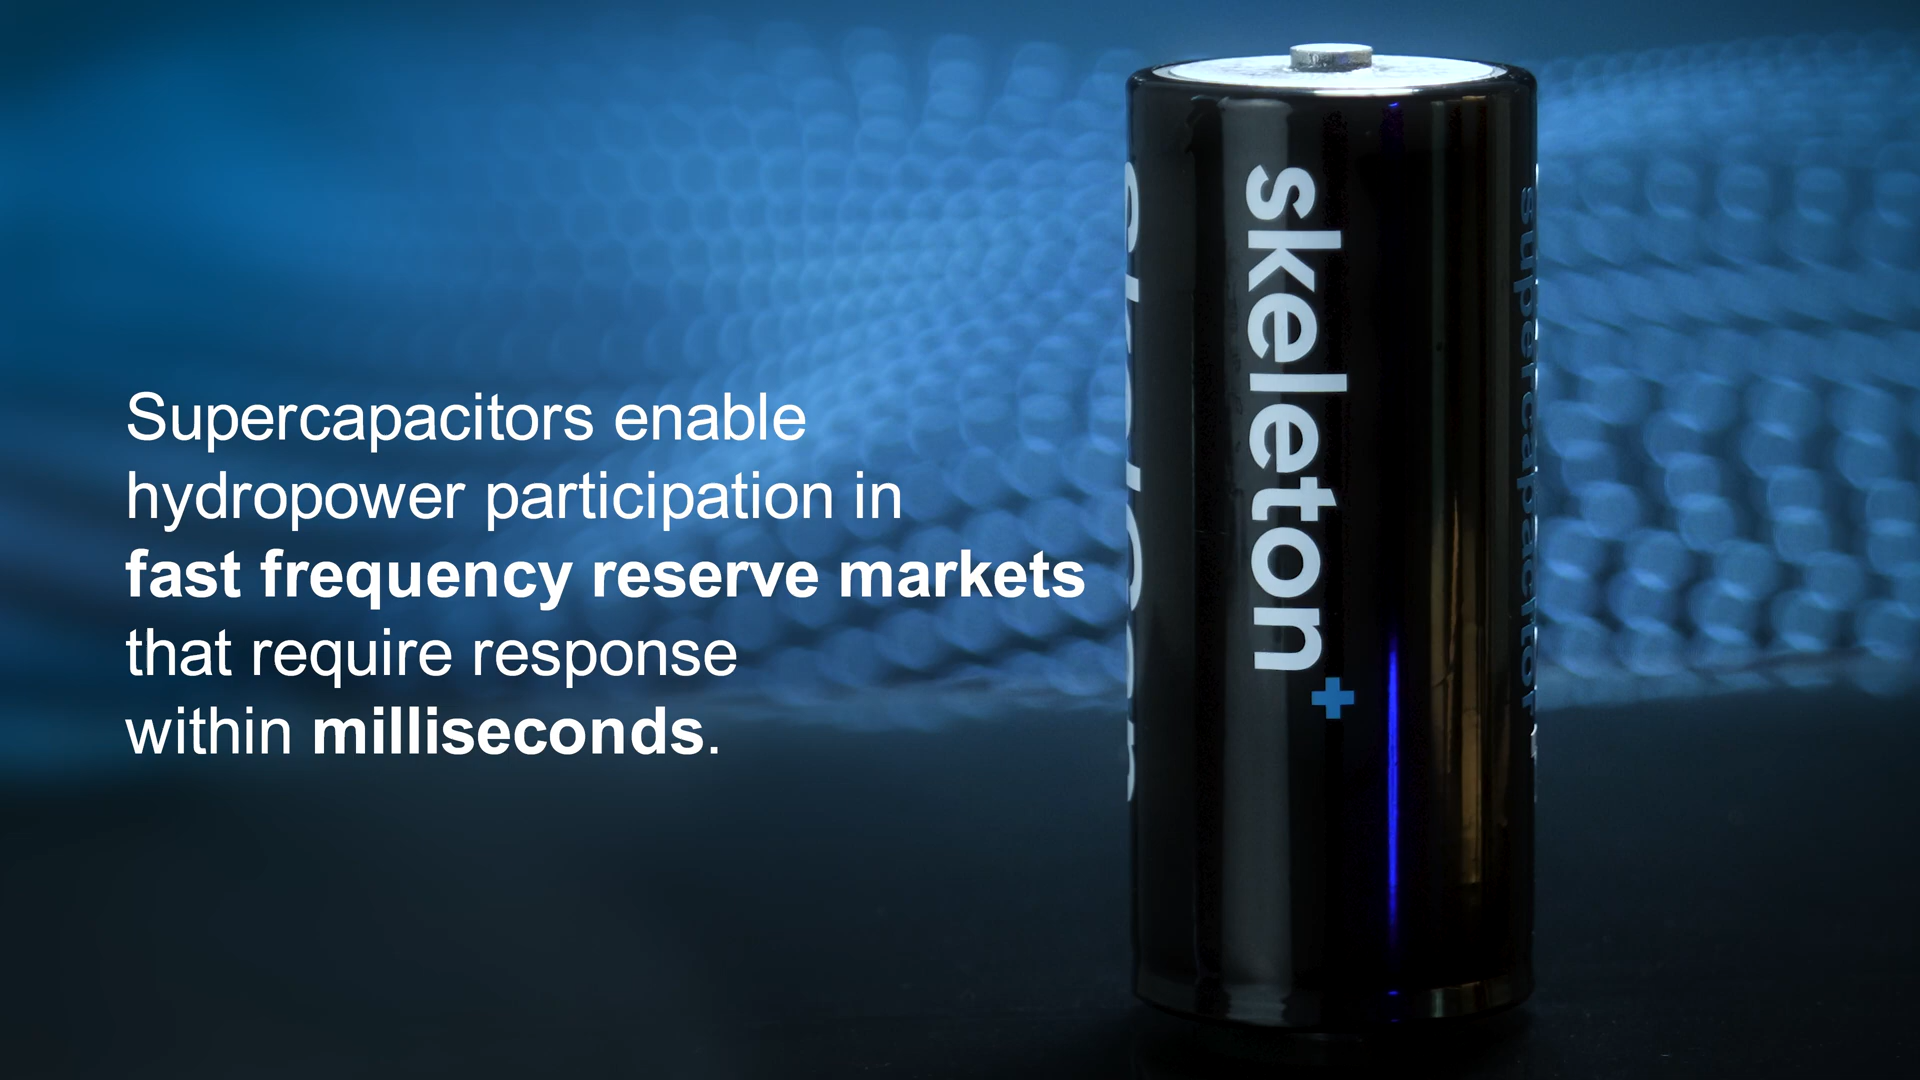 Supercapacitors enable
hydropower participation in
fast frequency reserve markets
that require response
within milliseconds.
skeleton
supercapacitor